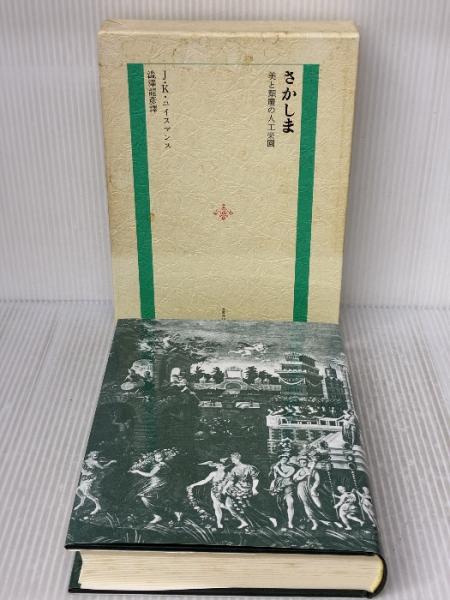 さかしま
美と頽廃の人工楽園
J・K・ユイスマンス
澁澤龍彦譯